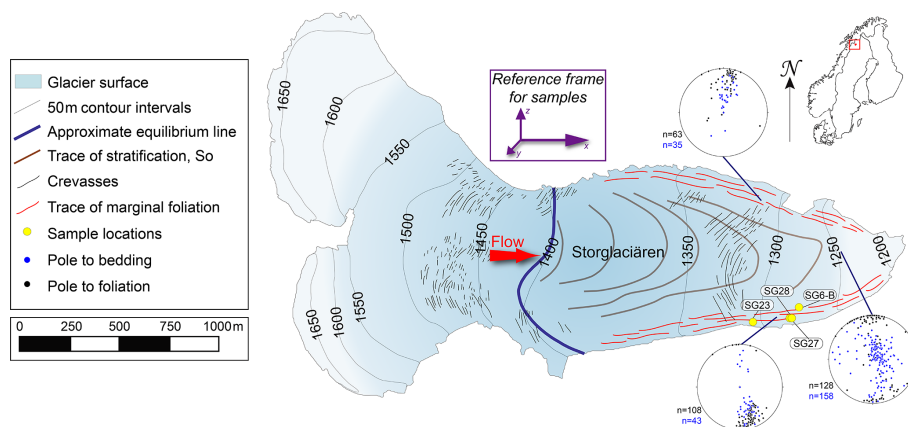 Glacier surface
50m contour intervals
Approximate equilibrium line
Trace of stratification, So
Crevasses
Trace of marginal foliation
Sample locations
Pole to bedding
Pole to foliation
0 250 500 750 1000m
1650
1600
1550
1500
1450
1400
1650
1600
1550
Reference frame
for samples
z
x
y
Flow
Storglaciären
1350
1300
1250
1200
N
n=63
n=35
SG28
SG6-B
SG23
SG27
n=128
n=158
n=108
n=43